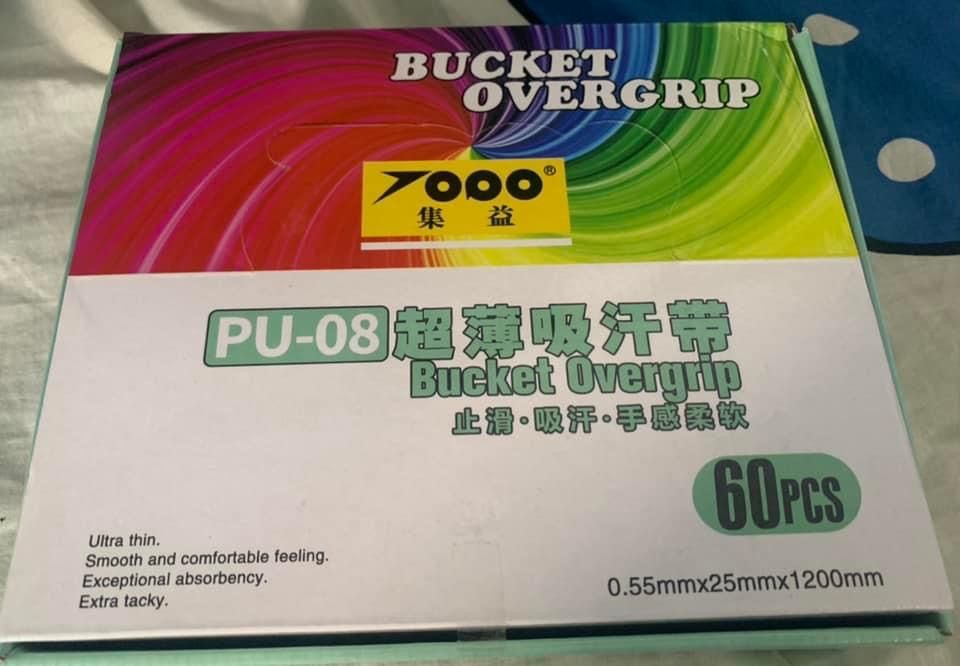 BUCKET
OVERGRIP
YODO®
集益
PU-08 超薄吸汗带
Bucket Overgrip
止滑·吸汗·手感柔软
60PCS
Ultra thin.
Smooth and comfortable feeling.
Exceptional absorbency.
Extra tacky.
0.55mmx25mmx1200mm